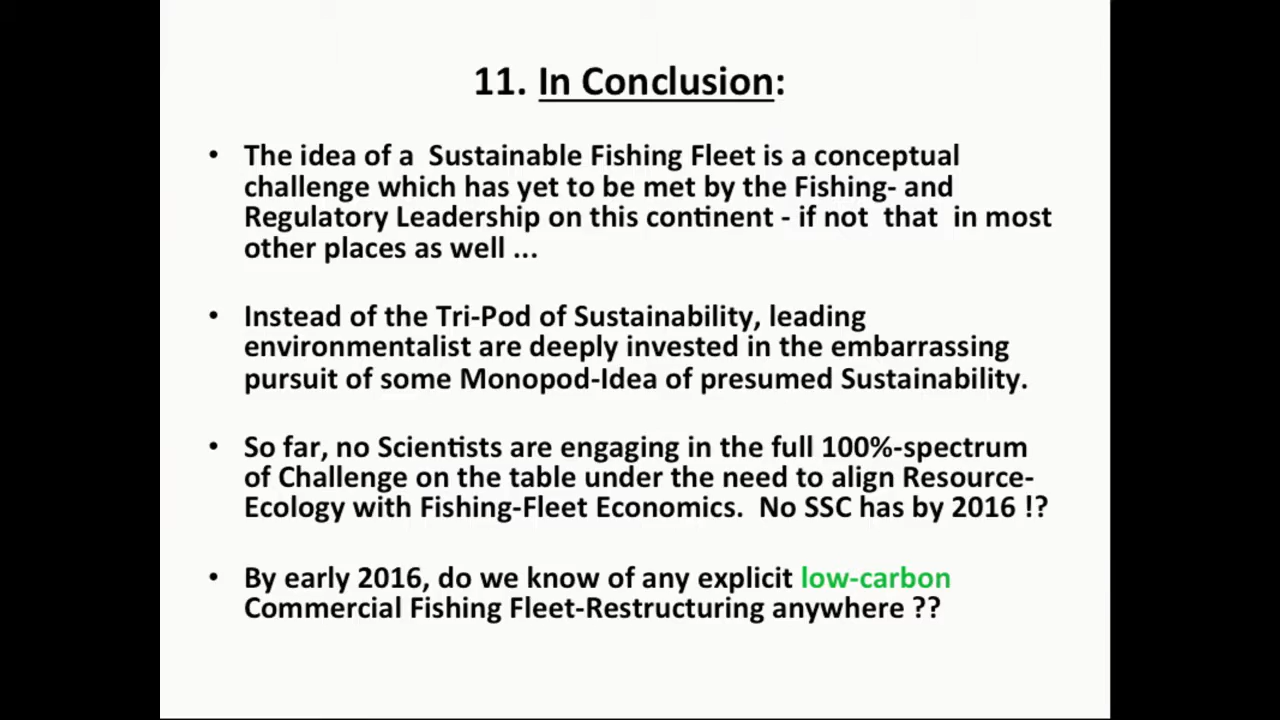 11. In Conclusion:
• The idea of a  Sustainable Fishing Fleet is a conceptual
challenge which has yet to be met by the Fishing- and
Regulatory Leadership on this continent - if not  that  in most
other places as well ...
• Instead of the Tri-Pod of Sustainability, leading
environmentalist are deeply invested in the embarrassing
pursuit of some Monopod-Idea of presumed Sustainability.
• So far, no Scientists are engaging in the full 100%-spectrum
of Challenge on the table under the need to align Resource-
Ecology with Fishing-Fleet Economics.  No SSC has by 2016 !?
• By early 2016, do we know of any explicit low-carbon
Commercial Fishing Fleet-Restructuring anywhere ??